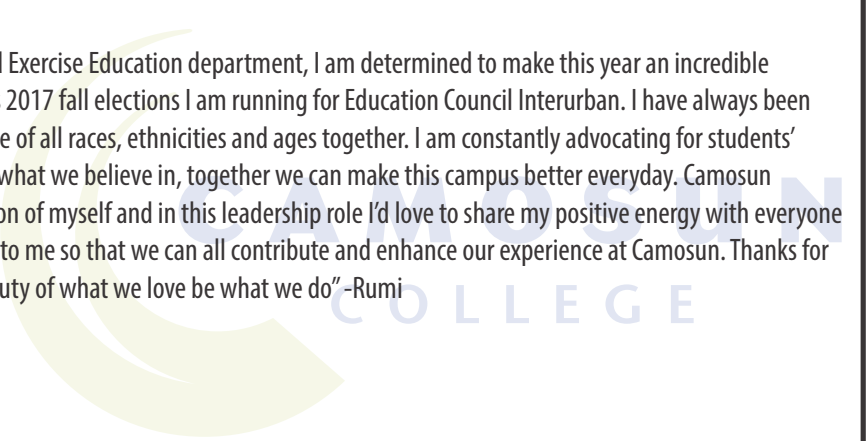 Exercise Education department, I am determined to make this year an incredible
2017 fall elections I am running for Education Council Interurban. I have always been
e of all races, ethnicities and ages together. I am constantly advocating for students’
what we believe in, together we can make this campus better everyday. Camosun
on of myself and in this leadership role I’d love to share my positive energy with everyone
to me so that we can all contribute and enhance our experience at Camosun. Thanks for
uty of what we love be what we do” -Rumi
CAMOSUN
COLLEGE